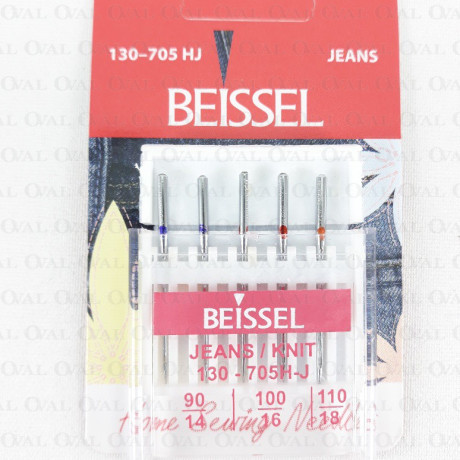 130-705 HJ JEANS
BEISSEL
BEISSEL
JEANS / KNIT
130 - 705H-J
90 100 110
14 16 18
Home Sewing Needles
OVAL